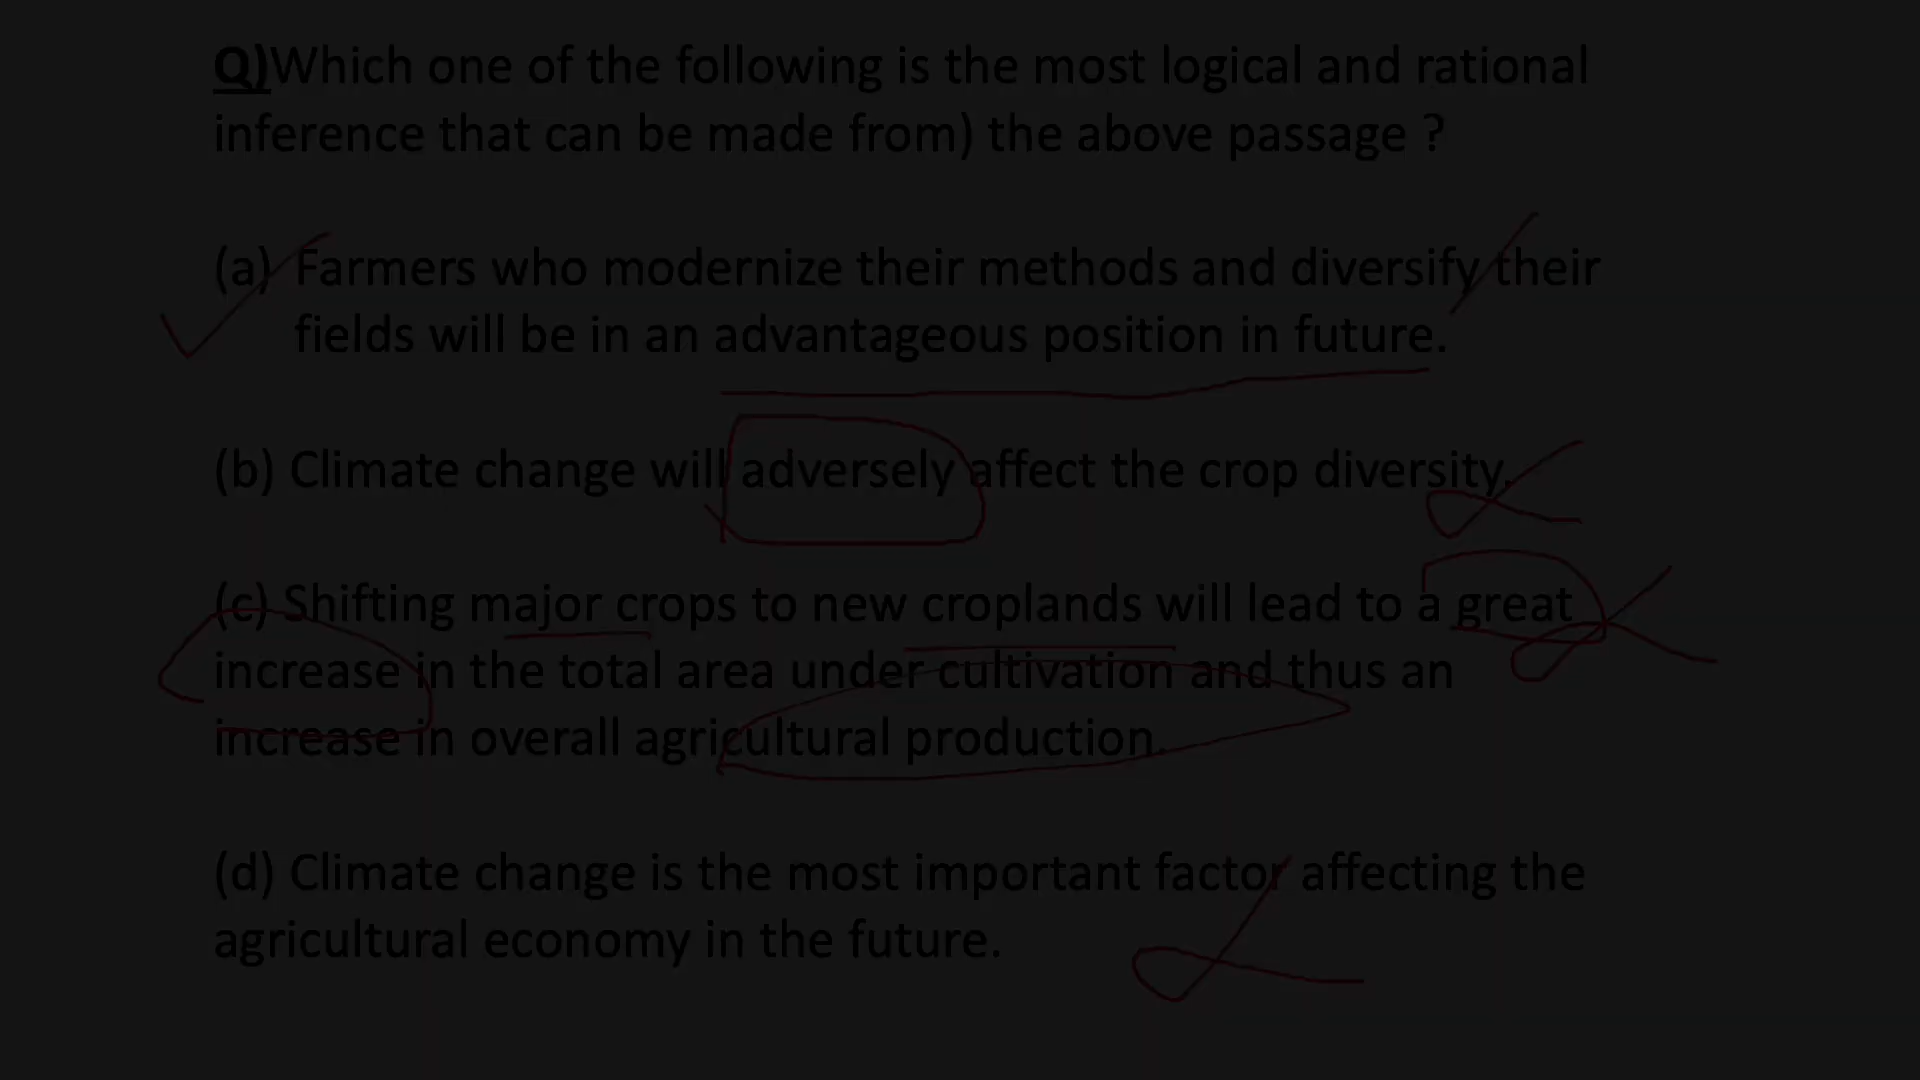 Q)Which one of the following is the most logical and rational
inference that can be made from) the above passage ?
(a) Farmers who modernize their methods and diversify their
fields will be in an advantageous position in future.
(b) Climate change will adversely affect the crop diversity.
(c) Shifting major crops to new croplands will lead to a great
increase in the total area under cultivation and thus an
increase in overall agricultural production.
(d) Climate change is the most important factor affecting the
agricultural economy in the future.